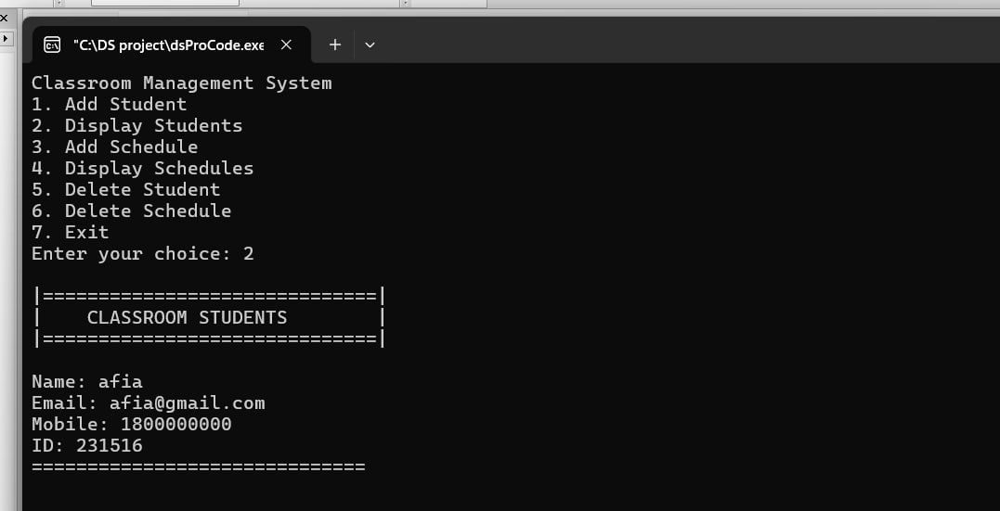 "C:\DS project\dsProCode.exe
Classroom Management System
1. Add Student
2. Display Students
3. Add Schedule
4. Display Schedules
5. Delete Student
6. Delete Schedule
7. Exit
Enter your choice: 2
|==============================|
|    CLASSROOM STUDENTS        |
|==============================|
Name: afia
Email: afia@gmail.com
Mobile: 1800000000
ID: 231516
==============================